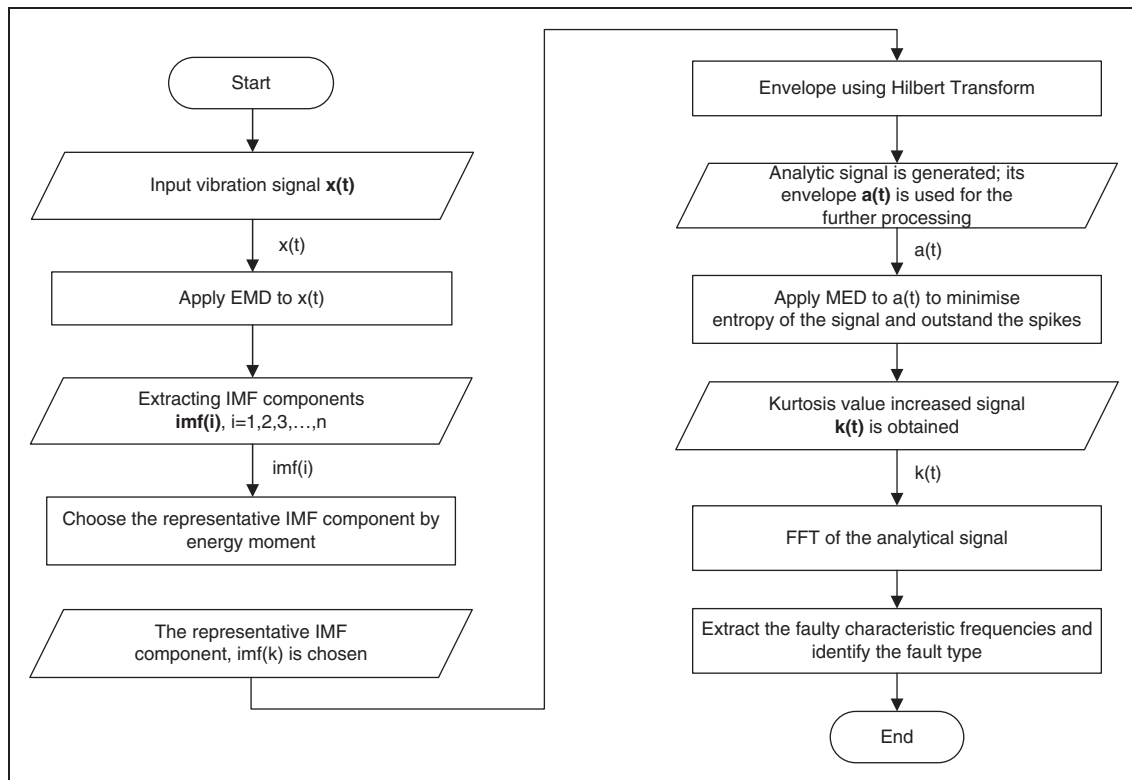 Start
Input vibration signal x(t)
x(t)
Apply EMD to x(t)
Extracting IMF components
imf(i), i=1,2,3,...,n
imf(i)
Choose the representative IMF component by
energy moment
The representative IMF
component, imf(k) is chosen
Envelope using Hilbert Transform
Analytic signal is generated; its
envelope a(t) is used for the
further processing
a(t)
Apply MED to a(t) to minimise
entropy of the signal and outstand the spikes
Kurtosis value increased signal
k(t) is obtained
k(t)
FFT of the analytical signal
Extract the faulty characteristic frequencies and
identify the fault type
End